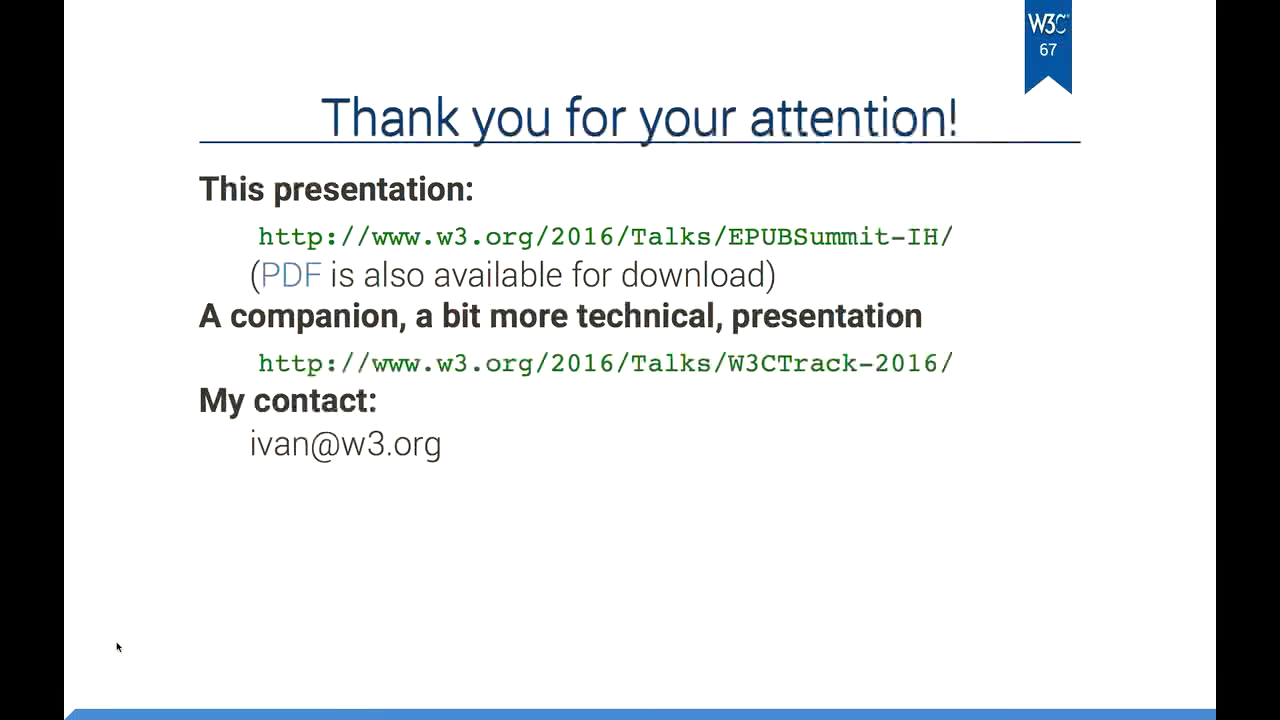 W3C
67
Thank you for your attention!
This presentation:
http://www.w3.org/2016/Talks/EPUBSummit-IH/
(PDF is also available for download)
A companion, a bit more technical, presentation
http://www.w3.org/2016/Talks/W3CTrack-2016/
My contact:
ivan@w3.org